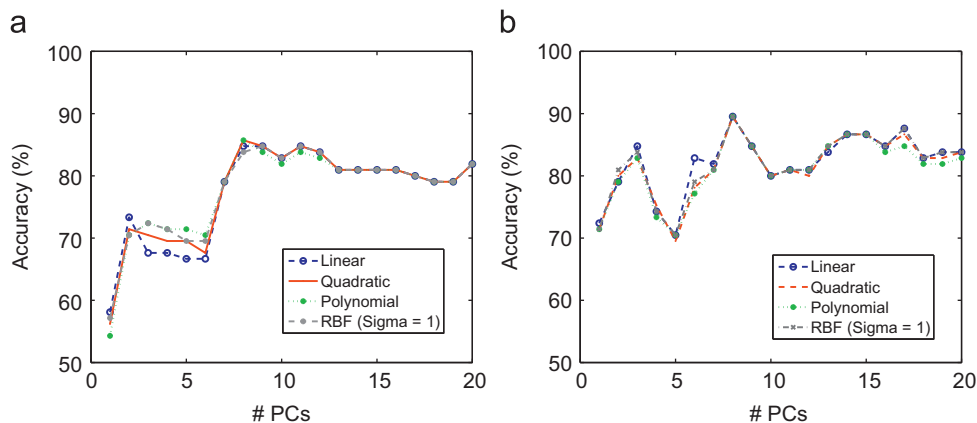 a
100
90
80
70
60
50
Accuracy (%)
0
5
10
15
20
# PCs
Linear
Quadratic
Polynomial
RBF (Sigma = 1)
b
100
90
80
70
60
50
Accuracy (%)
0
5
10
15
20
# PCs
Linear
Quadratic
Polynomial
RBF (Sigma = 1)